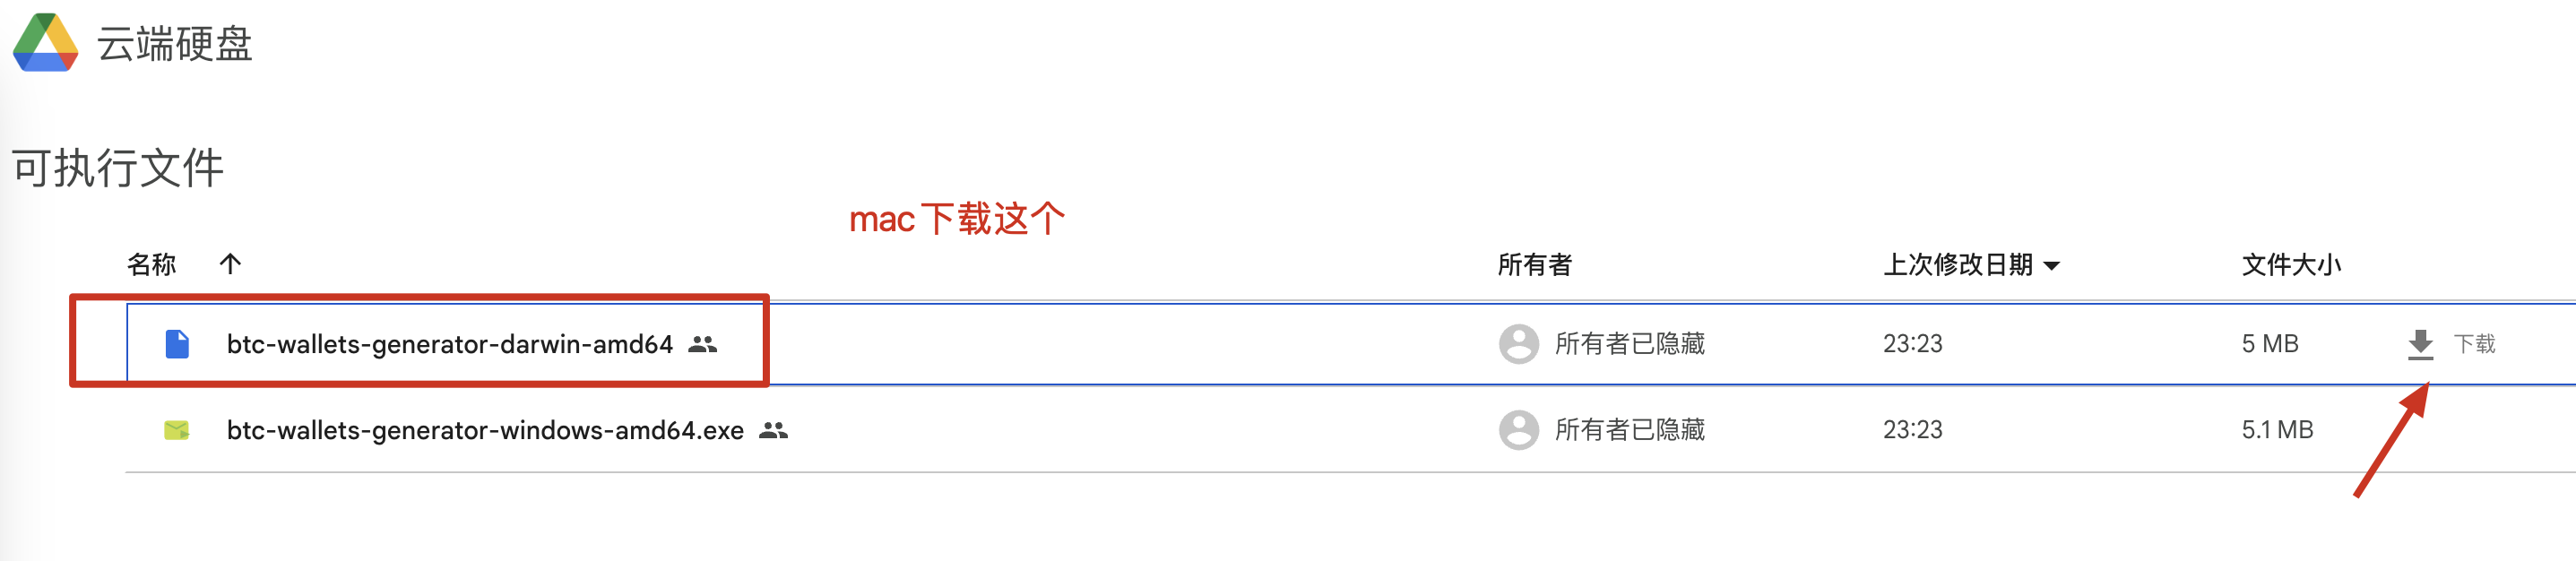 云端硬盘
可执行文件
mac下载这个
名称 所有者 上次修改日期 文件大小
btc-wallets-generator-darwin-amd64 所有者已隐藏 23:23 5 MB 下载
btc-wallets-generator-windows-amd64.exe 所有者已隐藏 23:23 5.1 MB